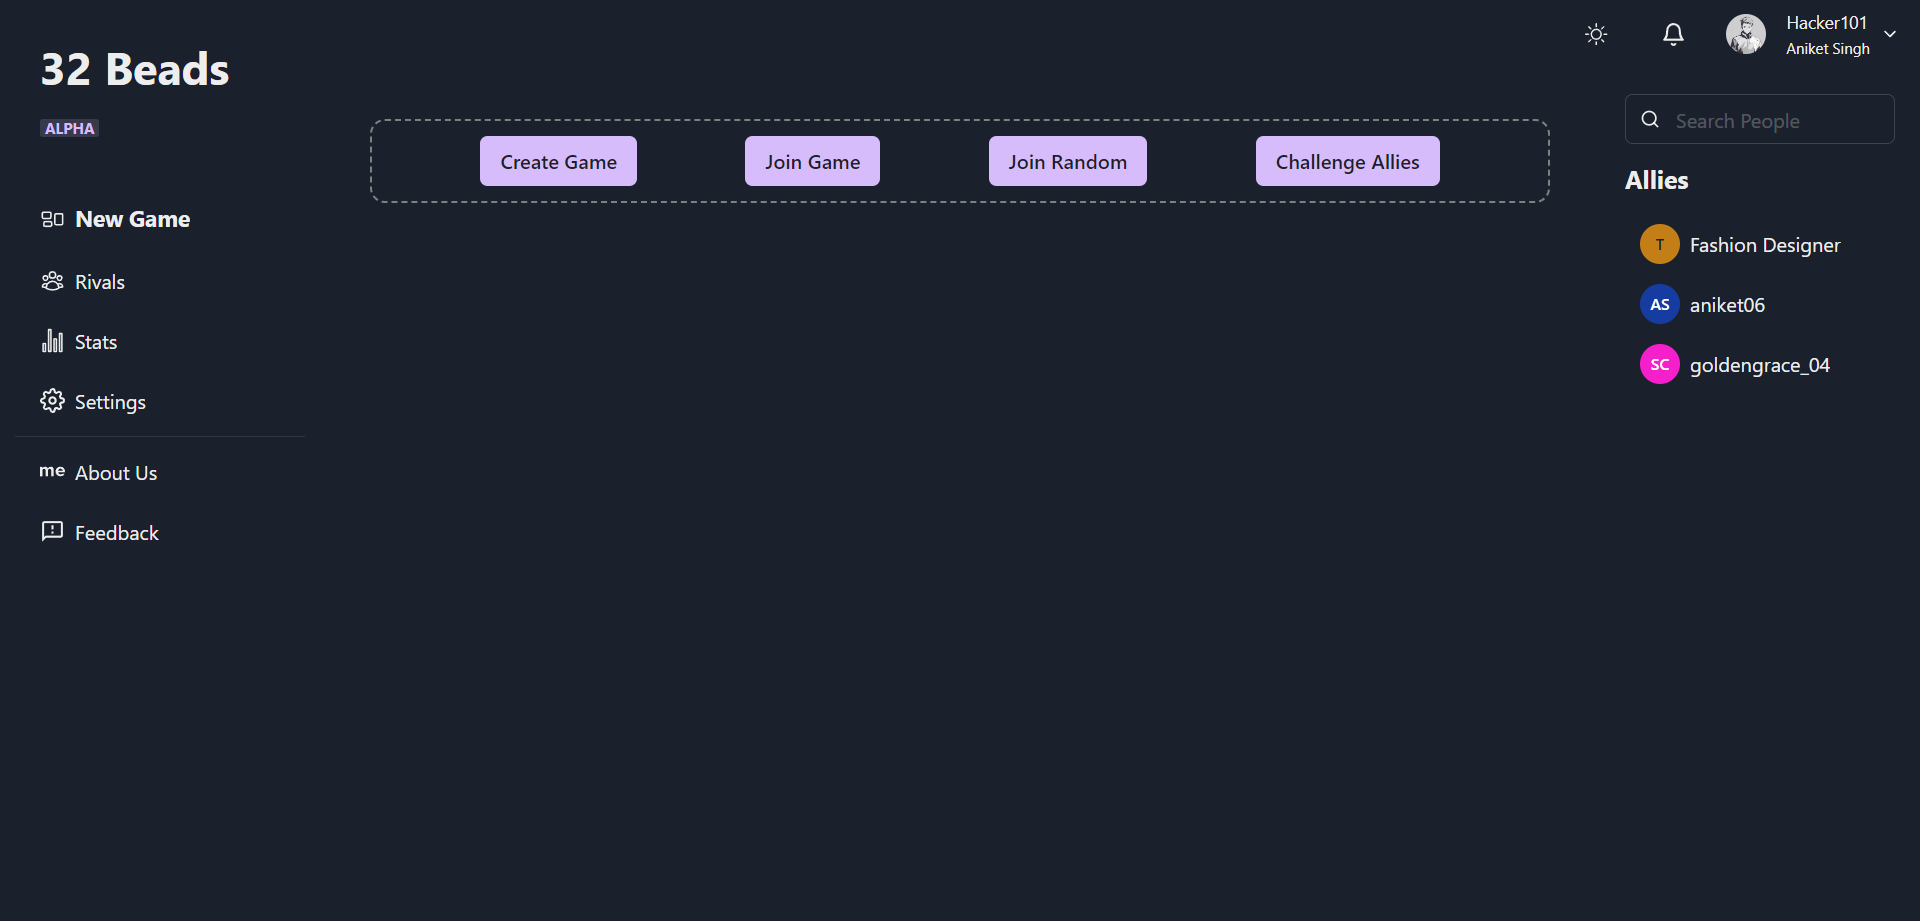 32 Beads
ALPHA
New Game
Rivals
Stats
Settings
me About Us
Feedback
Create Game
Join Game
Join Random
Challenge Allies
Hacker101
Aniket Singh
Search People
Allies
T Fashion Designer
AS aniket06
SC goldengrace_04